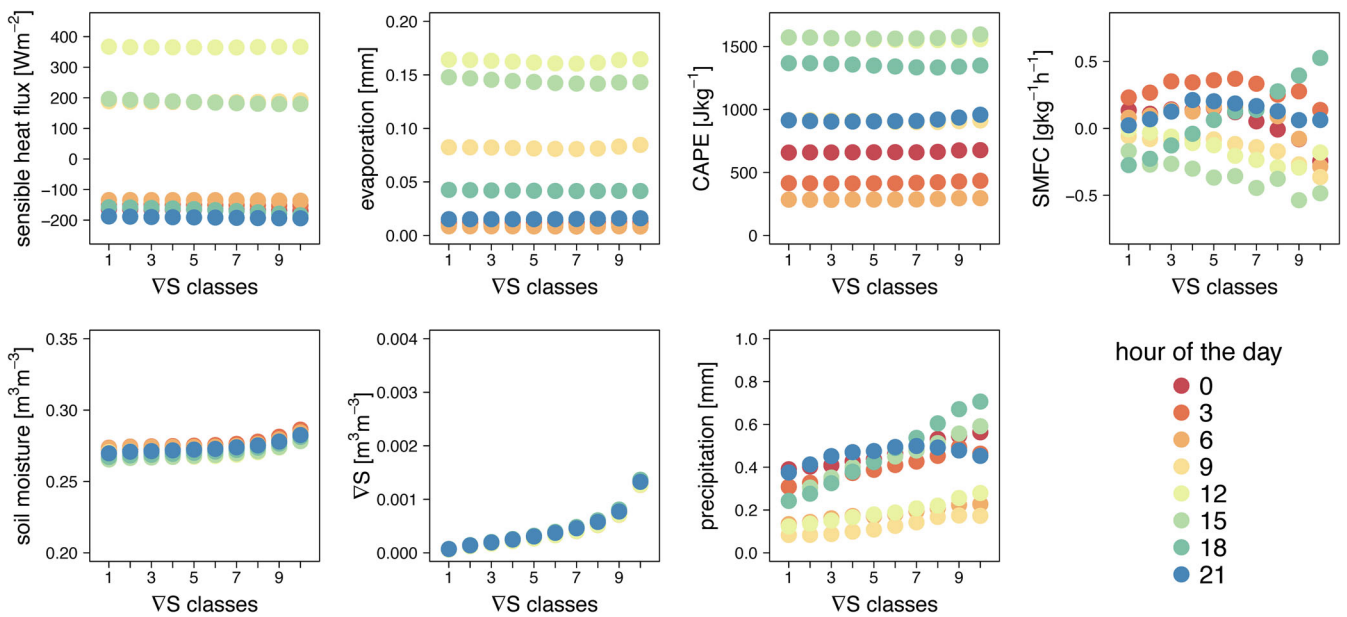 sensible heat flux [Wm⁻²]
400
300
200
100
0
−100
−200
1 3 5 7 9
∇S classes
evaporation [mm]
0.20
0.15
0.10
0.05
0.00
1 3 5 7 9
∇S classes
CAPE [Jkg⁻¹]
1500
1000
500
0
1 3 5 7 9
∇S classes
SMFC [gkg⁻¹h⁻¹]
0.5
0.0
−0.5
1 3 5 7 9
∇S classes
soil moisture [m³m⁻³]
0.35
0.30
0.25
0.20
1 3 5 7 9
∇S classes
∇S [m³m⁻³]
0.004
0.003
0.002
0.001
0.000
1 3 5 7 9
∇S classes
precipitation [mm]
1.0
0.8
0.6
0.4
0.2
0.0
1 3 5 7 9
∇S classes
hour of the day
0
3
6
9
12
15
18
21